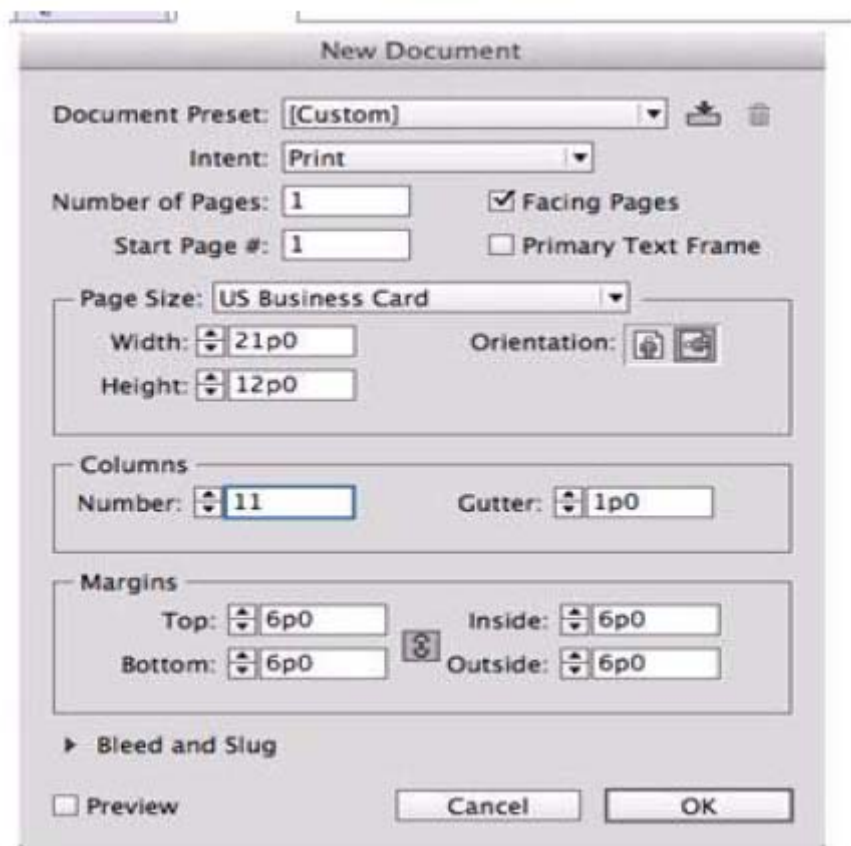 New Document
Document Preset: [Custom]
Intent: Print
Number of Pages: 1 Facing Pages
Start Page #: 1 Primary Text Frame
Page Size: US Business Card
Width: 21p0 Orientation:
Height: 12p0
Columns
Number: 11 Gutter: 1p0
Margins
Top: 6p0 Inside: 6p0
Bottom: 6p0 Outside: 6p0
Bleed and Slug
Preview Cancel OK